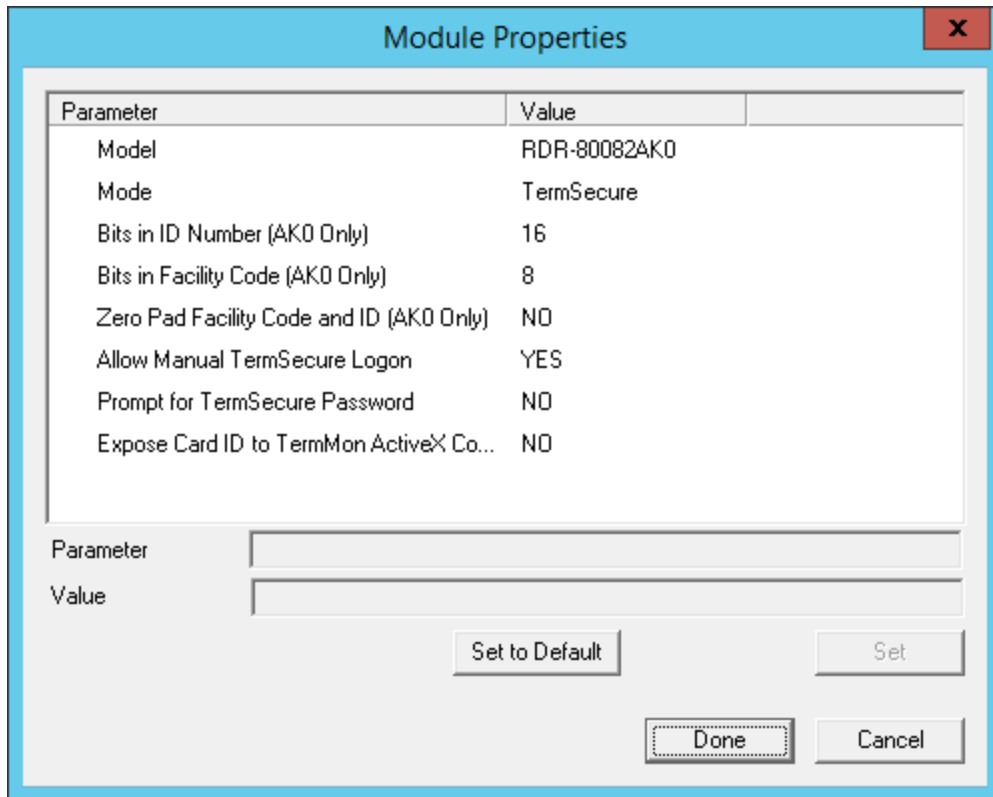 Module Properties
x
Parameter Value
Model RDR-80082AK0
Mode TermSecure
Bits in ID Number (AK0 Only) 16
Bits in Facility Code (AK0 Only) 8
Zero Pad Facility Code and ID (AK0 Only) NO
Allow Manual TermSecure Logon YES
Prompt for TermSecure Password NO
Expose Card ID to TermMon ActiveX Co... NO
Parameter
Value
Set to Default Set
Done Cancel